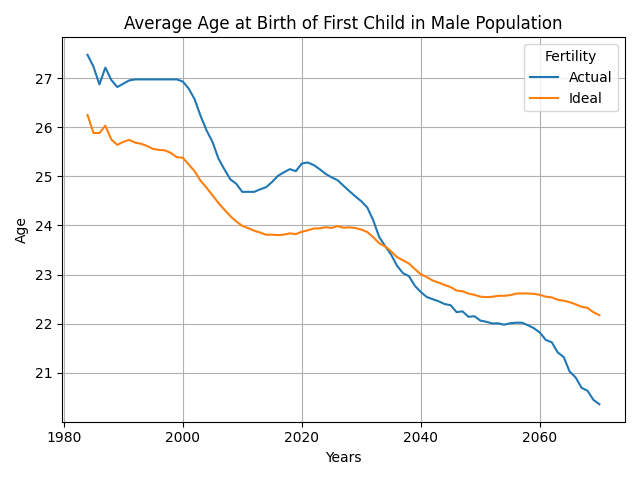 Average Age at Birth of First Child in Male Population
Fertility
Actual
Ideal
Age
27
26
25
24
23
22
21
1980 2000 2020 2040 2060
Years